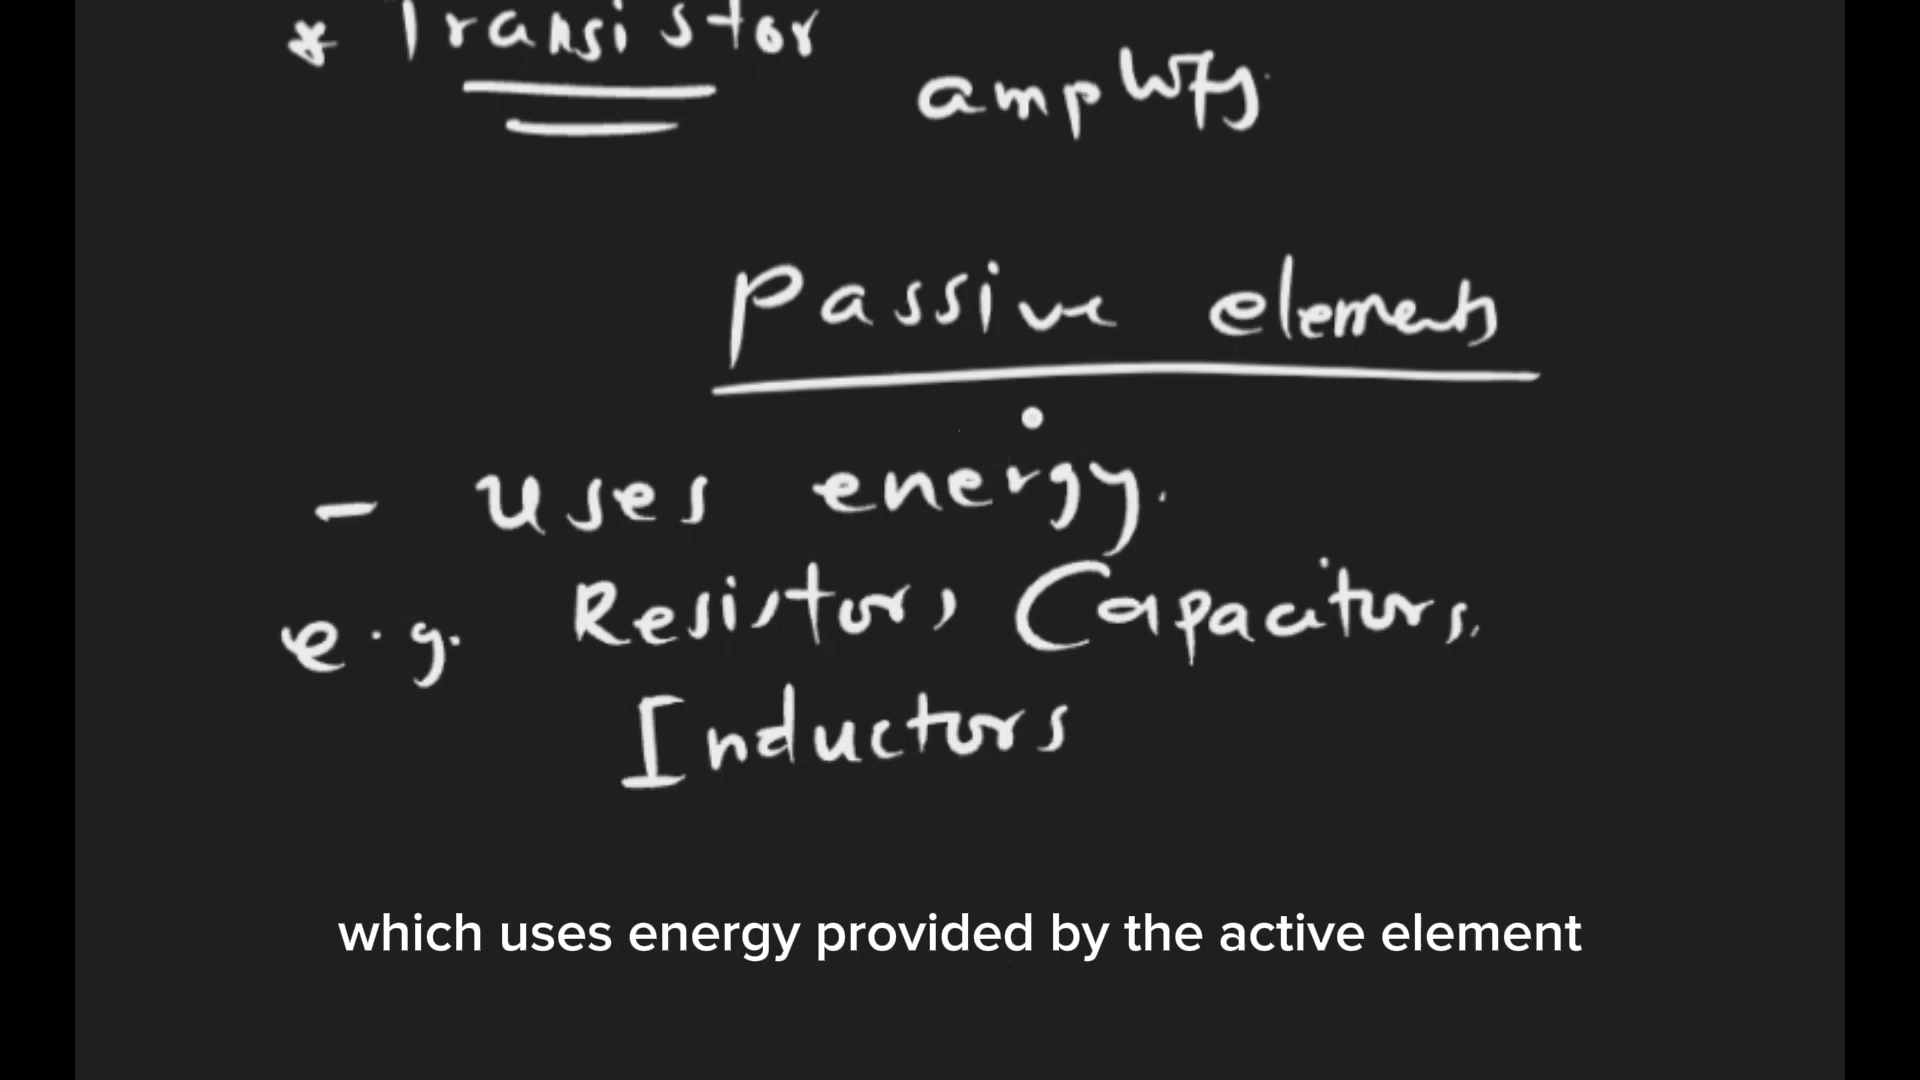 * Transistor
amplify.
Passive elements
- uses energy.
e.g. Resistors, Capacitors,
Inductors
which uses energy provided by the active element